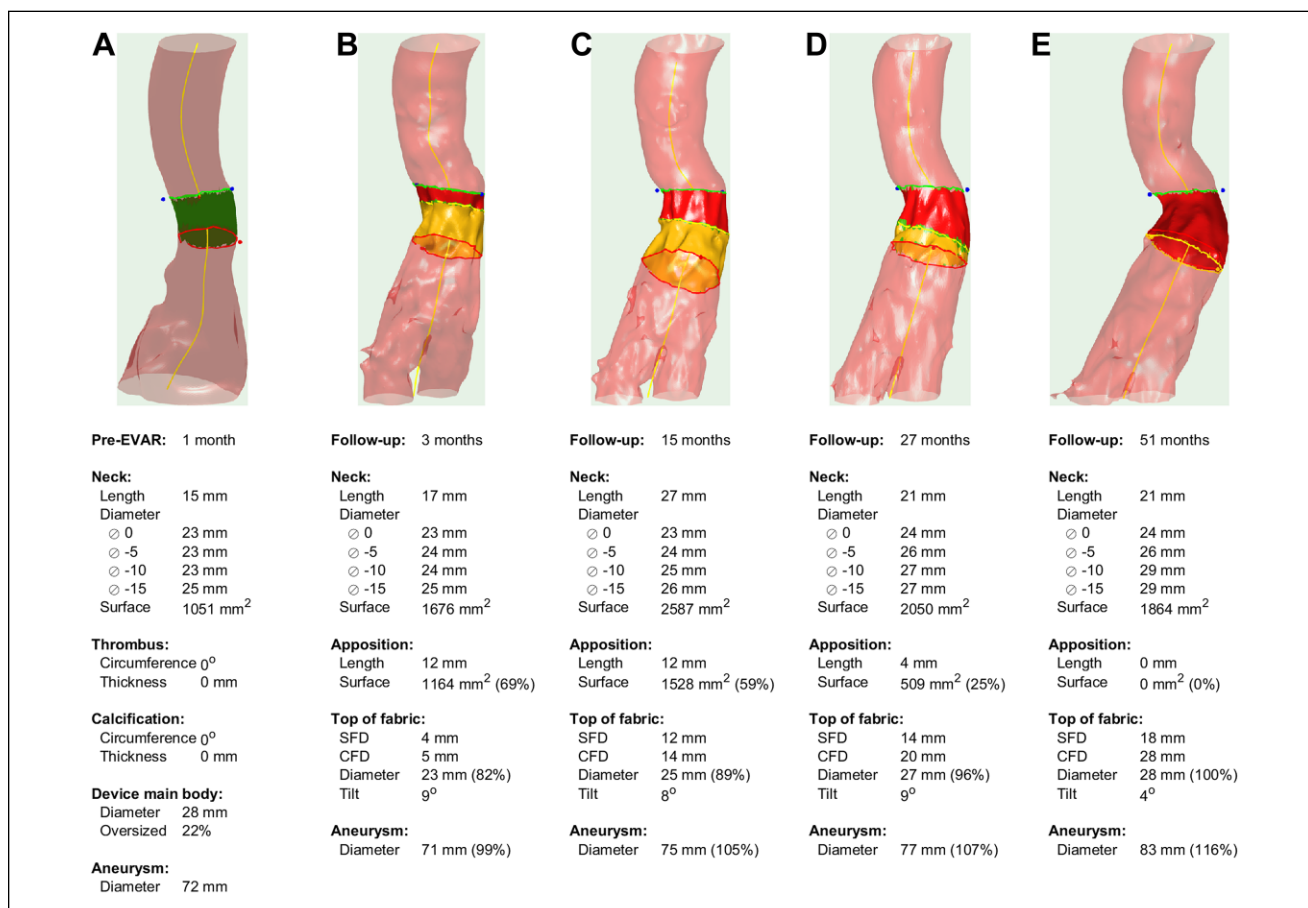 A
B
C
D
E
Pre-EVAR: 1 month
Neck:
Length 15 mm
Diameter
∅ 0 23 mm
∅ -5 23 mm
∅ -10 23 mm
∅ -15 25 mm
Surface 1051 mm²
Thrombus:
Circumference 0°
Thickness 0 mm
Calcification:
Circumference 0°
Thickness 0 mm
Device main body:
Diameter 28 mm
Oversized 22%
Aneurysm:
Diameter 72 mm
Follow-up: 3 months
Neck:
Length 17 mm
Diameter
∅ 0 23 mm
∅ -5 24 mm
∅ -10 24 mm
∅ -15 25 mm
Surface 1676 mm²
Apposition:
Length 12 mm
Surface 1164 mm² (69%)
Top of fabric:
SFD 4 mm
CFD 5 mm
Diameter 23 mm (82%)
Tilt 9°
Aneurysm:
Diameter 71 mm (99%)
Follow-up: 15 months
Neck:
Length 27 mm
Diameter
∅ 0 23 mm
∅ -5 24 mm
∅ -10 25 mm
∅ -15 26 mm
Surface 2587 mm²
Apposition:
Length 12 mm
Surface 1528 mm² (59%)
Top of fabric:
SFD 12 mm
CFD 14 mm
Diameter 25 mm (89%)
Tilt 8°
Aneurysm:
Diameter 75 mm (105%)
Follow-up: 27 months
Neck:
Length 21 mm
Diameter
∅ 0 24 mm
∅ -5 26 mm
∅ -10 27 mm
∅ -15 27 mm
Surface 2050 mm²
Apposition:
Length 4 mm
Surface 509 mm² (25%)
Top of fabric:
SFD 14 mm
CFD 20 mm
Diameter 27 mm (96%)
Tilt 9°
Aneurysm:
Diameter 77 mm (107%)
Follow-up: 51 months
Neck:
Length 21 mm
Diameter
∅ 0 24 mm
∅ -5 26 mm
∅ -10 29 mm
∅ -15 29 mm
Surface 1864 mm²
Apposition:
Length 0 mm
Surface 0 mm² (0%)
Top of fabric:
SFD 18 mm
CFD 28 mm
Diameter 28 mm (100%)
Tilt 4°
Aneurysm:
Diameter 83 mm (116%)